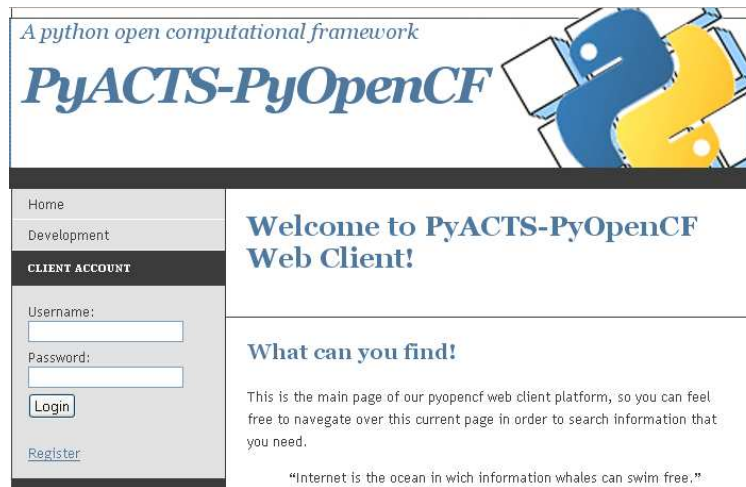 A python open computational framework
PyACTS-PyOpenCF
Home
Development
CLIENT ACCOUNT
Username:
Password:
Login
Register
Welcome to PyACTS-PyOpenCF
Web Client!
What can you find!
This is the main page of our pyopencf web client platform, so you can feel
free to navegate over this current page in order to search information that
you need.
“Internet is the ocean in wich information whales can swim free.”